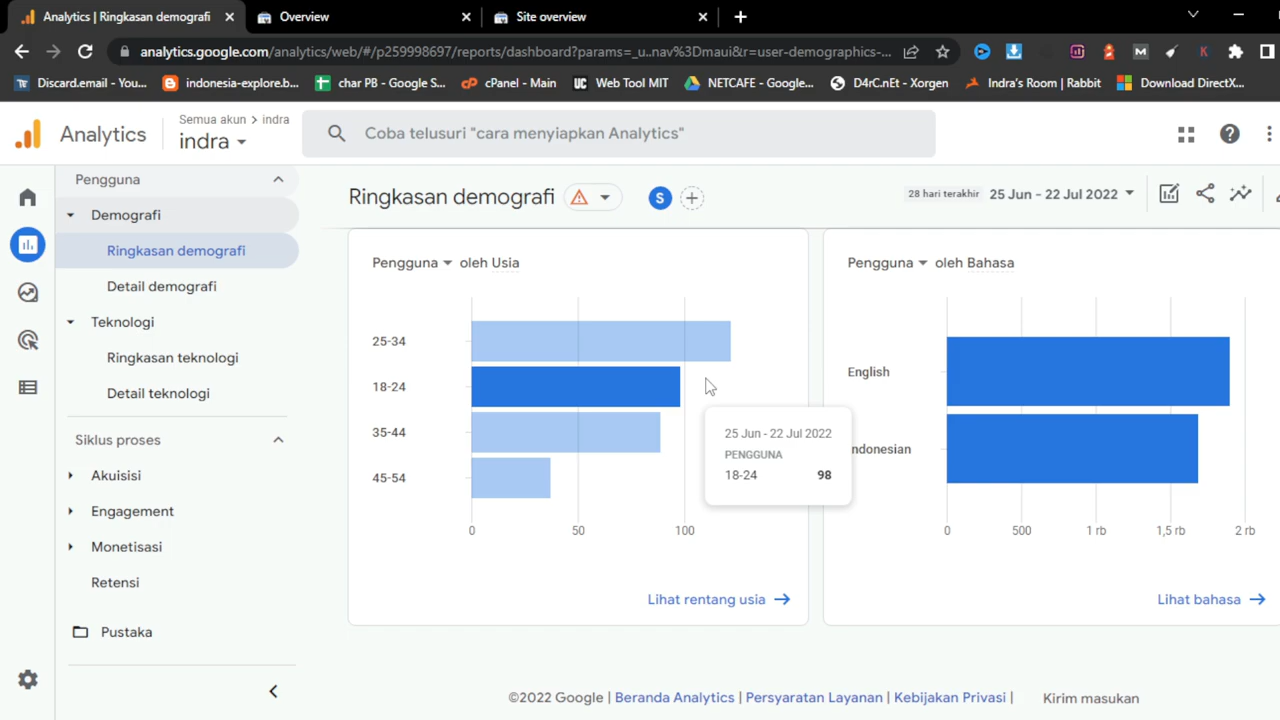 Analytics | Ringkasan demografi
Overview
Site overview
analytics.google.com/analytics/web/#/p259998697/reports/dashboard?params=_u..nav%3Dmaui&r=user-demographics-...
Discard.email - You...
indonesia-explore.b...
char PB - Google S...
cPanel - Main
UC Web Tool MIT
NETCAFÉ - Google...
D4rC.nEt - Xorgen
Indra's Room | Rabbit
Download DirectX...
Analytics
Semua akun > indra
indra
Coba telusuri "cara menyiapkan Analytics"
Pengguna
Demografi
Ringkasan demografi
Detail demografi
Teknologi
Ringkasan teknologi
Detail teknologi
Siklus proses
Akuisisi
Engagement
Monetisasi
Retensi
Pustaka
Ringkasan demografi
S
28 hari terakhir 25 Jun - 22 Jul 2022
Pengguna oleh Usia
25-34
18-24
35-44
45-54
0 50 100
25 Jun - 22 Jul 2022
PENGGUNA
18-24 98
Lihat rentang usia
Pengguna oleh Bahasa
English
ndonesian
0 500 1 rb 1,5 rb 2 rb
Lihat bahasa
©2022 Google | Beranda Analytics | Persyaratan Layanan | Kebijakan Privasi |
Kirim masukan